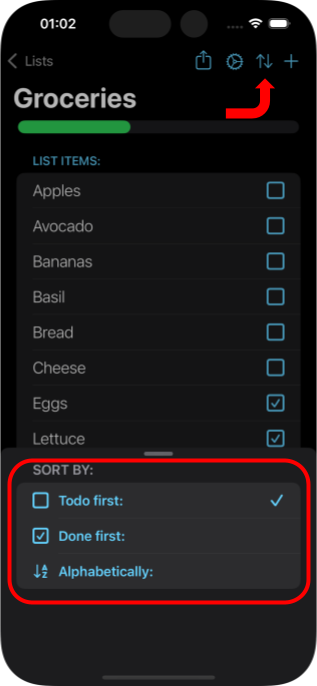 01:02
Lists
Groceries
LIST ITEMS:
Apples
Avocado
Bananas
Basil
Bread
Cheese
Eggs
Lettuce
SORT BY:
Todo first:
Done first:
Alphabetically: